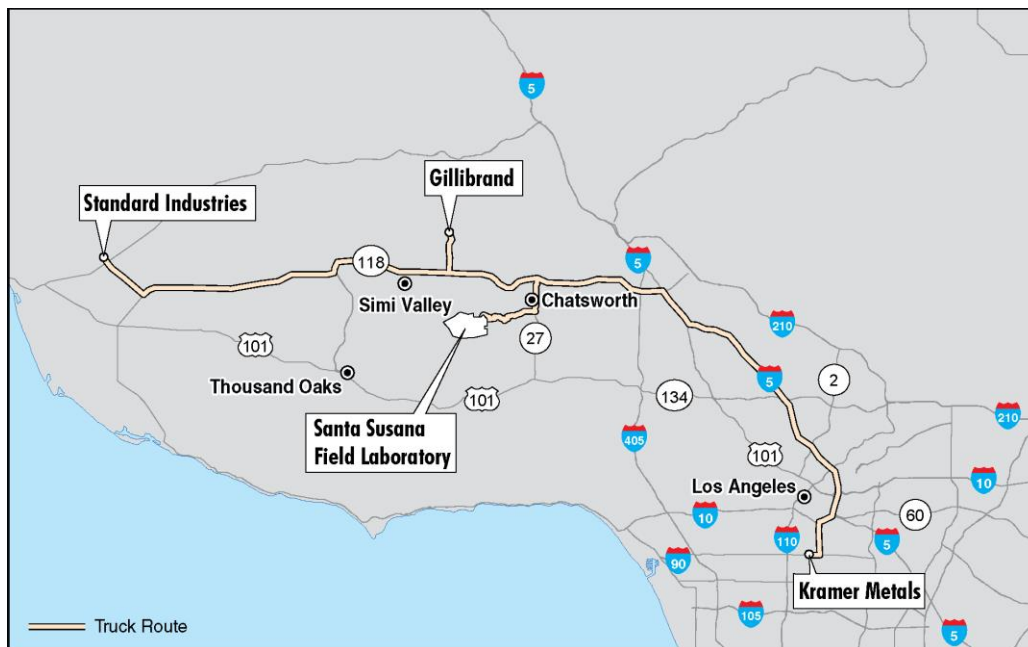 5
Gillibrand
Standard Industries
118
5
Simi Valley
Chatsworth
210
101
27
5
2
Thousand Oaks
101
134
210
Santa Susana
Field Laboratory
405
101
Los Angeles
10
10
60
110
5
90
Kramer Metals
105
5
Truck Route